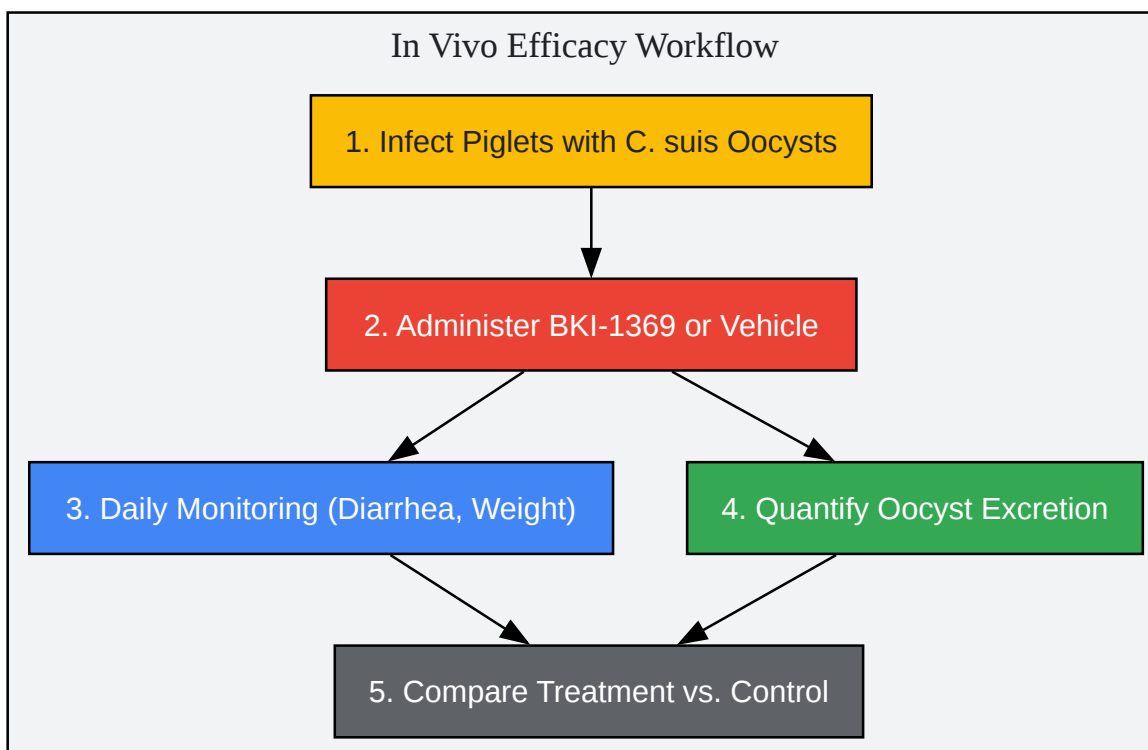 In Vivo Efficacy Workflow
1. Infect Piglets with C. suis Oocysts
2. Administer BKI-1369 or Vehicle
3. Daily Monitoring (Diarrhea, Weight)
4. Quantify Oocyst Excretion
5. Compare Treatment vs. Control